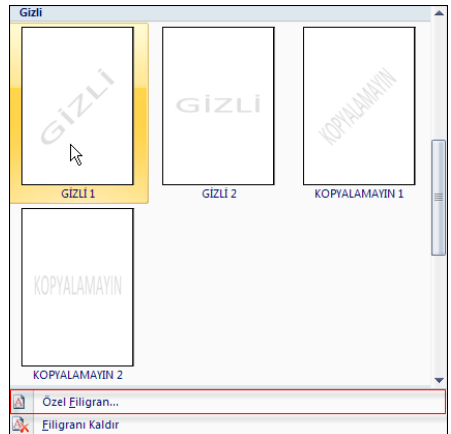 Gizli
GİZLİ
GİZLİ
KOPYALAMAYIN
GİZLİ 1
GİZLİ 2
KOPYALAMAYIN 1
KOPYALAMAYIN
KOPYALAMAYIN 2
Özel Filigran...
Filigranı Kaldır